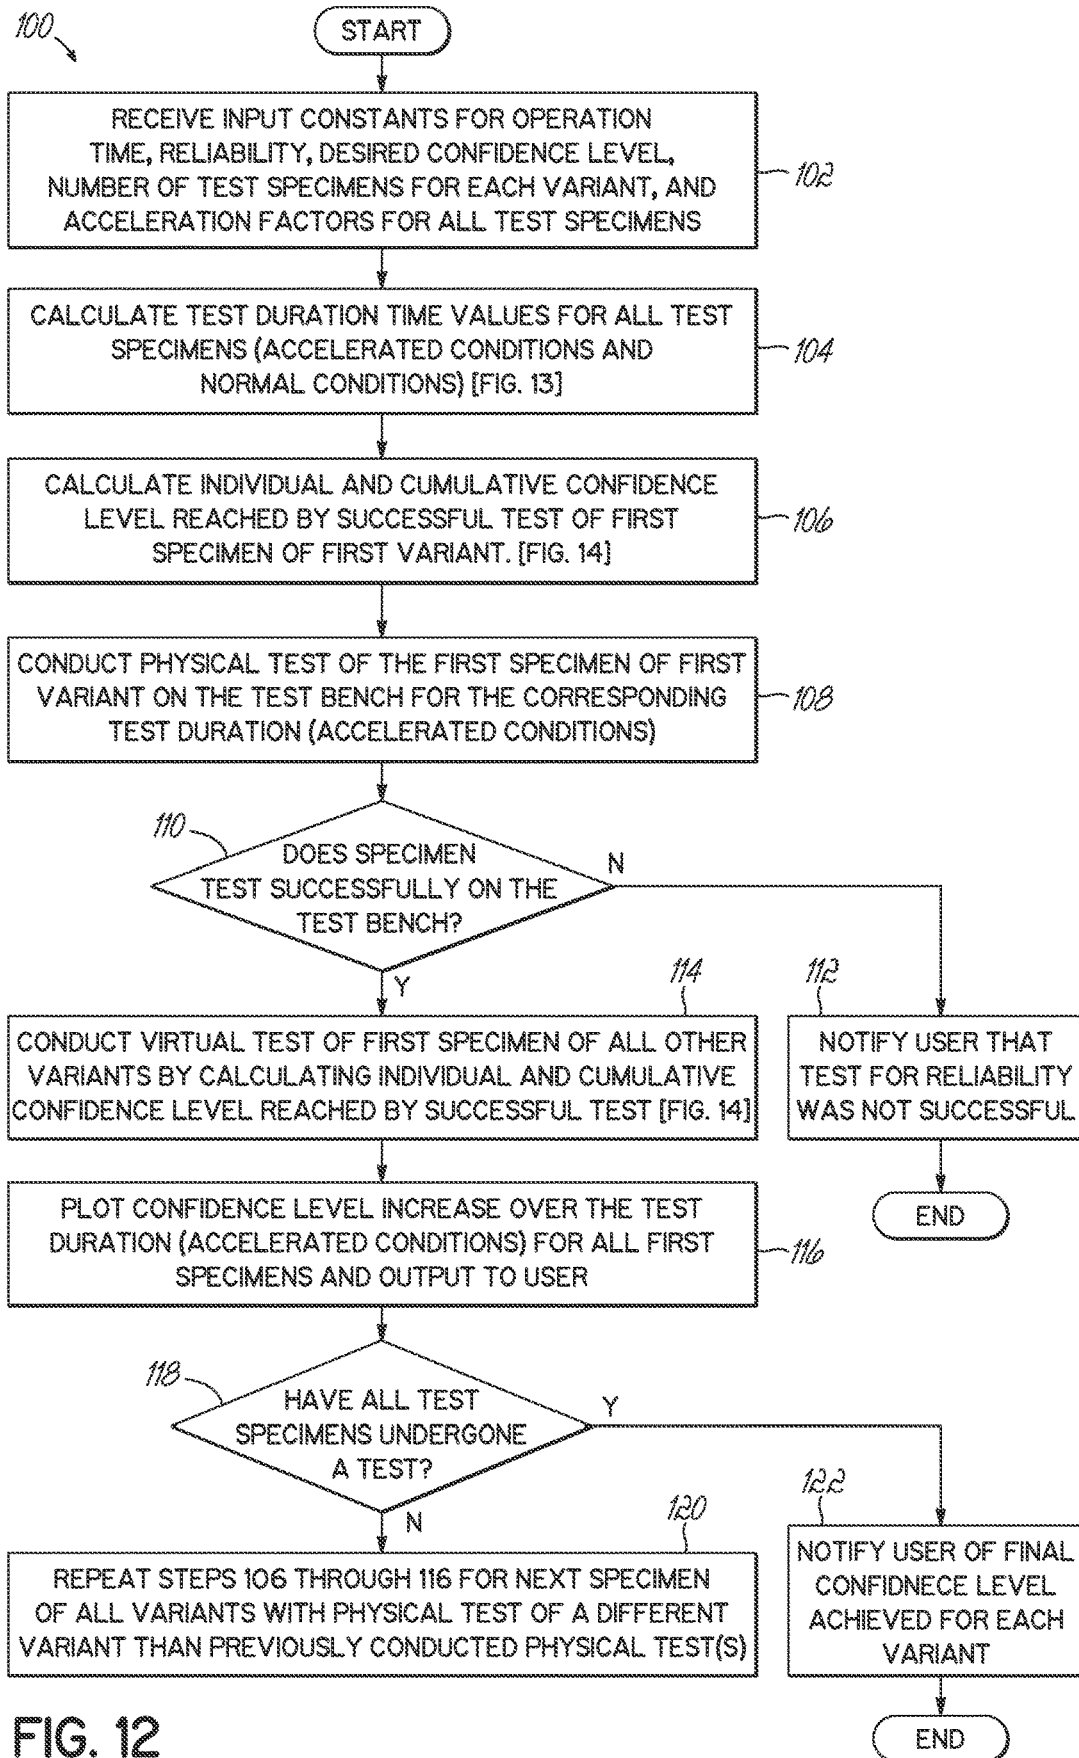 100
START
RECEIVE INPUT CONSTANTS FOR OPERATION
TIME, RELIABILITY, DESIRED CONFIDENCE LEVEL,
NUMBER OF TEST SPECIMENS FOR EACH VARIANT, AND
ACCELERATION FACTORS FOR ALL TEST SPECIMENS
102
CALCULATE TEST DURATION TIME VALUES FOR ALL TEST
SPECIMENS (ACCELERATED CONDITIONS AND
NORMAL CONDITIONS) [FIG. 13]
104
CALCULATE INDIVIDUAL AND CUMULATIVE CONFIDENCE
LEVEL REACHED BY SUCCESSFUL TEST OF FIRST
SPECIMEN OF FIRST VARIANT. [FIG. 14]
106
CONDUCT PHYSICAL TEST OF THE FIRST SPECIMEN OF FIRST
VARIANT ON THE TEST BENCH FOR THE CORRESPONDING
TEST DURATION (ACCELERATED CONDITIONS)
108
110
DOES SPECIMEN
TEST SUCCESSFULLY ON THE
TEST BENCH?
N
Y
114
CONDUCT VIRTUAL TEST OF FIRST SPECIMEN OF ALL OTHER
VARIANTS BY CALCULATING INDIVIDUAL AND CUMULATIVE
CONFIDENCE LEVEL REACHED BY SUCCESSFUL TEST [FIG. 14]
112
NOTIFY USER THAT
TEST FOR RELIABILITY
WAS NOT SUCCESSFUL
END
PLOT CONFIDENCE LEVEL INCREASE OVER THE TEST
DURATION (ACCELERATED CONDITIONS) FOR ALL FIRST
SPECIMENS AND OUTPUT TO USER
116
118
HAVE ALL TEST
SPECIMENS UNDERGONE
A TEST?
Y
N
120
REPEAT STEPS 106 THROUGH 116 FOR NEXT SPECIMEN
OF ALL VARIANTS WITH PHYSICAL TEST OF A DIFFERENT
VARIANT THAN PREVIOUSLY CONDUCTED PHYSICAL TEST(S)
122
NOTIFY USER OF FINAL
CONFIDNECE LEVEL
ACHIEVED FOR EACH
VARIANT
END
FIG. 12